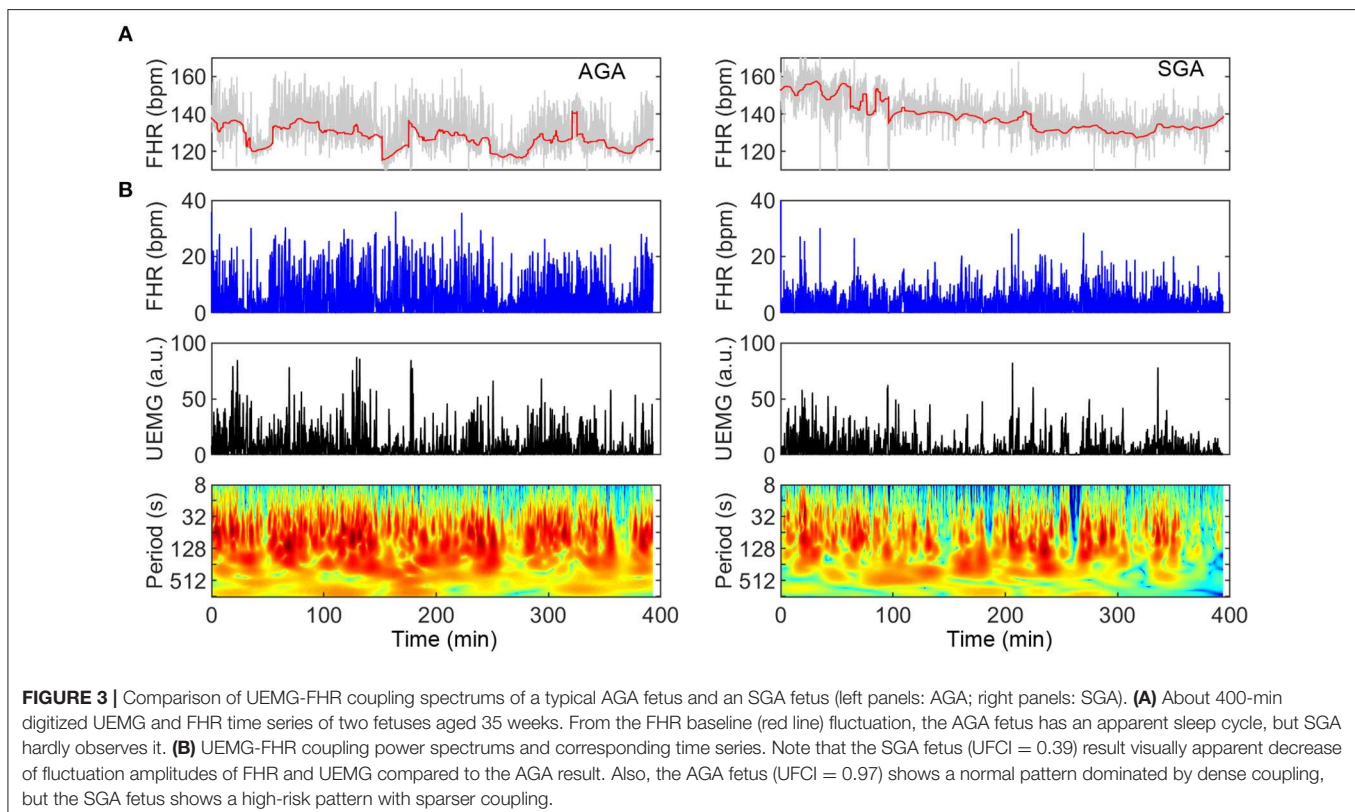 A
FHR (bpm)
160
140
120
AGA
FHR (bpm)
160
140
120
SGA
B
FHR (bpm)
40
20
0
FHR (bpm)
40
20
0
UEMG (a.u.)
100
50
0
UEMG (a.u.)
100
50
0
Period (s)
8
32
128
512
0 100 200 300 400
Time (min)
Period (s)
8
32
128
512
0 100 200 300 400
Time (min)
FIGURE 3 | Comparison of UEMG-FHR coupling spectrums of a typical AGA fetus and an SGA fetus (left panels: AGA; right panels: SGA). (A) About 400-min
digitized UEMG and FHR time series of two fetuses aged 35 weeks. From the FHR baseline (red line) fluctuation, the AGA fetus has an apparent sleep cycle, but SGA
hardly observes it. (B) UEMG-FHR coupling power spectrums and corresponding time series. Note that the SGA fetus (UFCI = 0.39) result visually apparent decrease
of fluctuation amplitudes of FHR and UEMG compared to the AGA result. Also, the AGA fetus (UFCI = 0.97) shows a normal pattern dominated by dense coupling,
but the SGA fetus shows a high-risk pattern with sparser coupling.